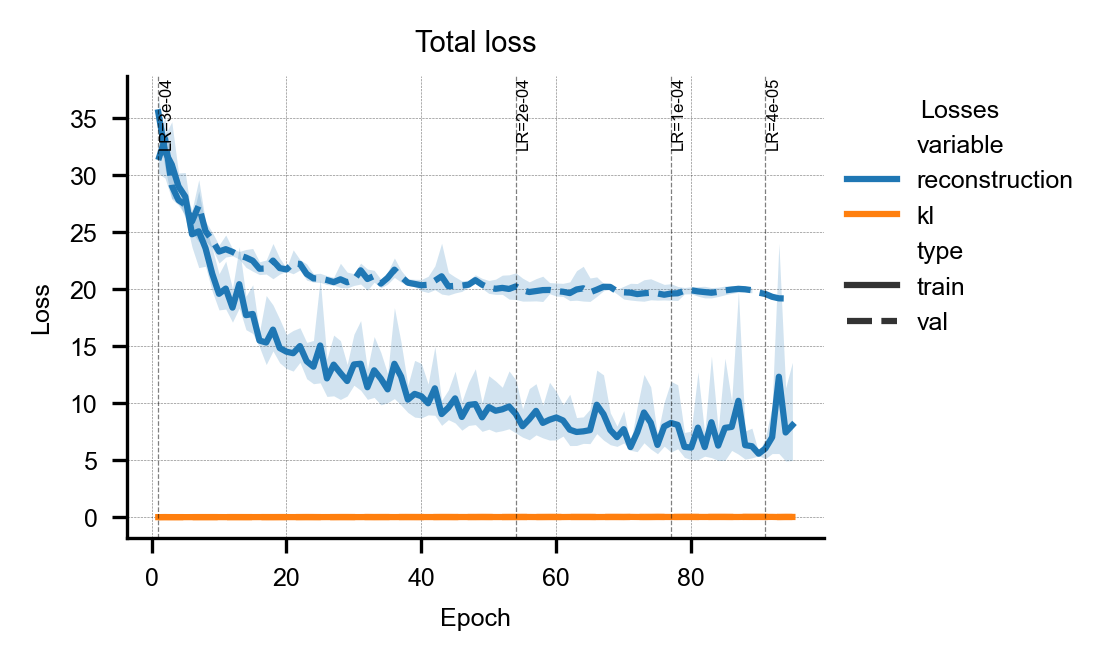 Total loss
LR=3e-04
LR=2e-04
LR=1e-04
LR=4e-05
Loss
35
30
25
20
15
10
5
0
0 20 40 60 80
Epoch
Losses
variable
reconstruction
kl
type
train
val